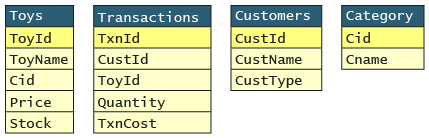 Toys
ToyId
ToyName
Cid
Price
Stock
Transactions
TxnId
CustId
ToyId
Quantity
TxnCost
Customers
CustId
CustName
CustType
Category
Cid
Cname